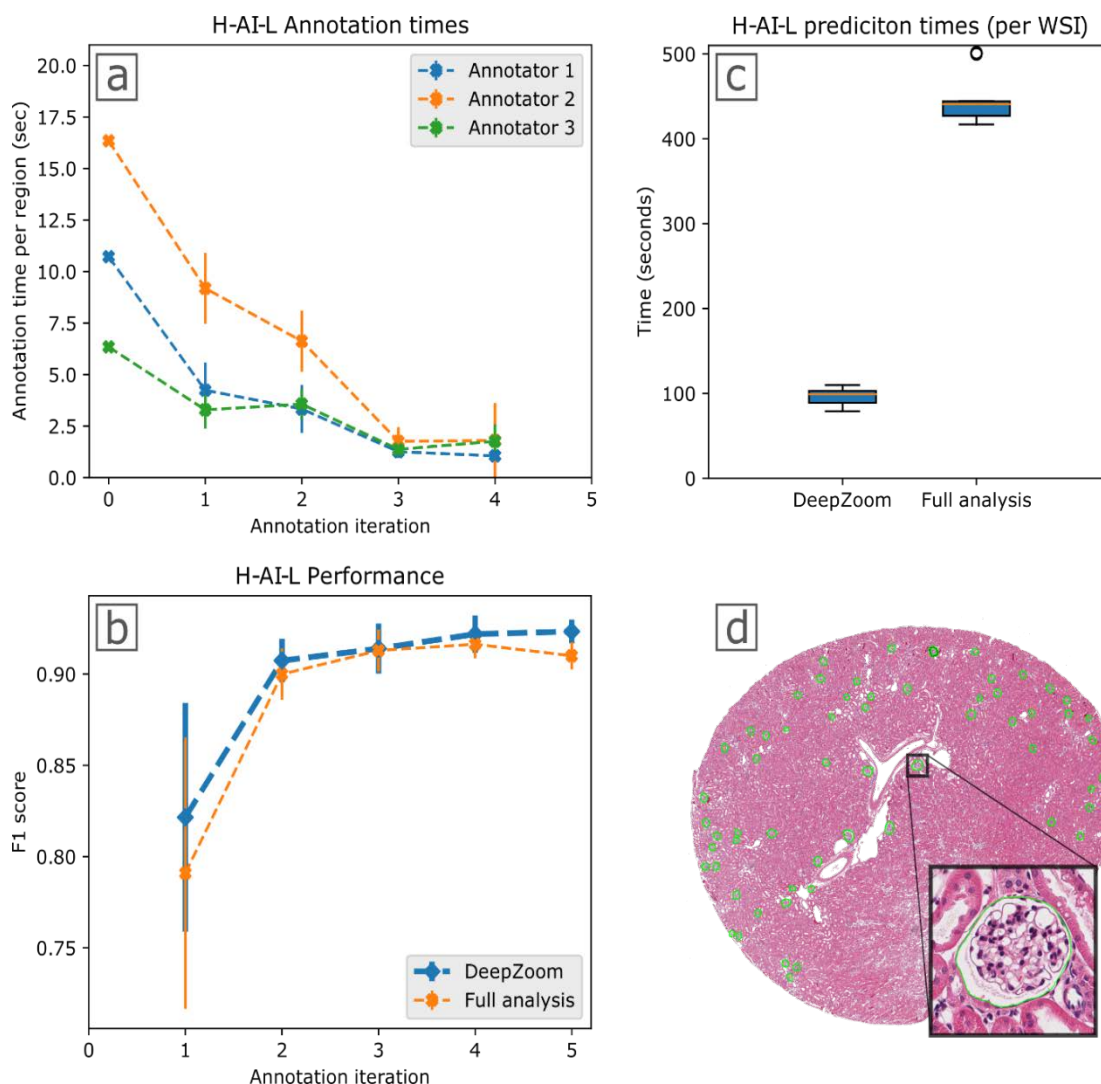 H-AI-L Annotation times
a
Annotator 1
Annotator 2
Annotator 3
20.0
17.5
15.0
12.5
10.0
7.5
5.0
2.5
0.0
Annotation time per region (sec)
0 1 2 3 4 5
Annotation iteration
H-AI-L prediciton times (per WSI)
c
500
400
300
200
100
0
Time (seconds)
DeepZoom Full analysis
H-AI-L Performance
b
0.90
0.85
0.80
0.75
F1 score
DeepZoom
Full analysis
0 1 2 3 4 5
Annotation iteration
d